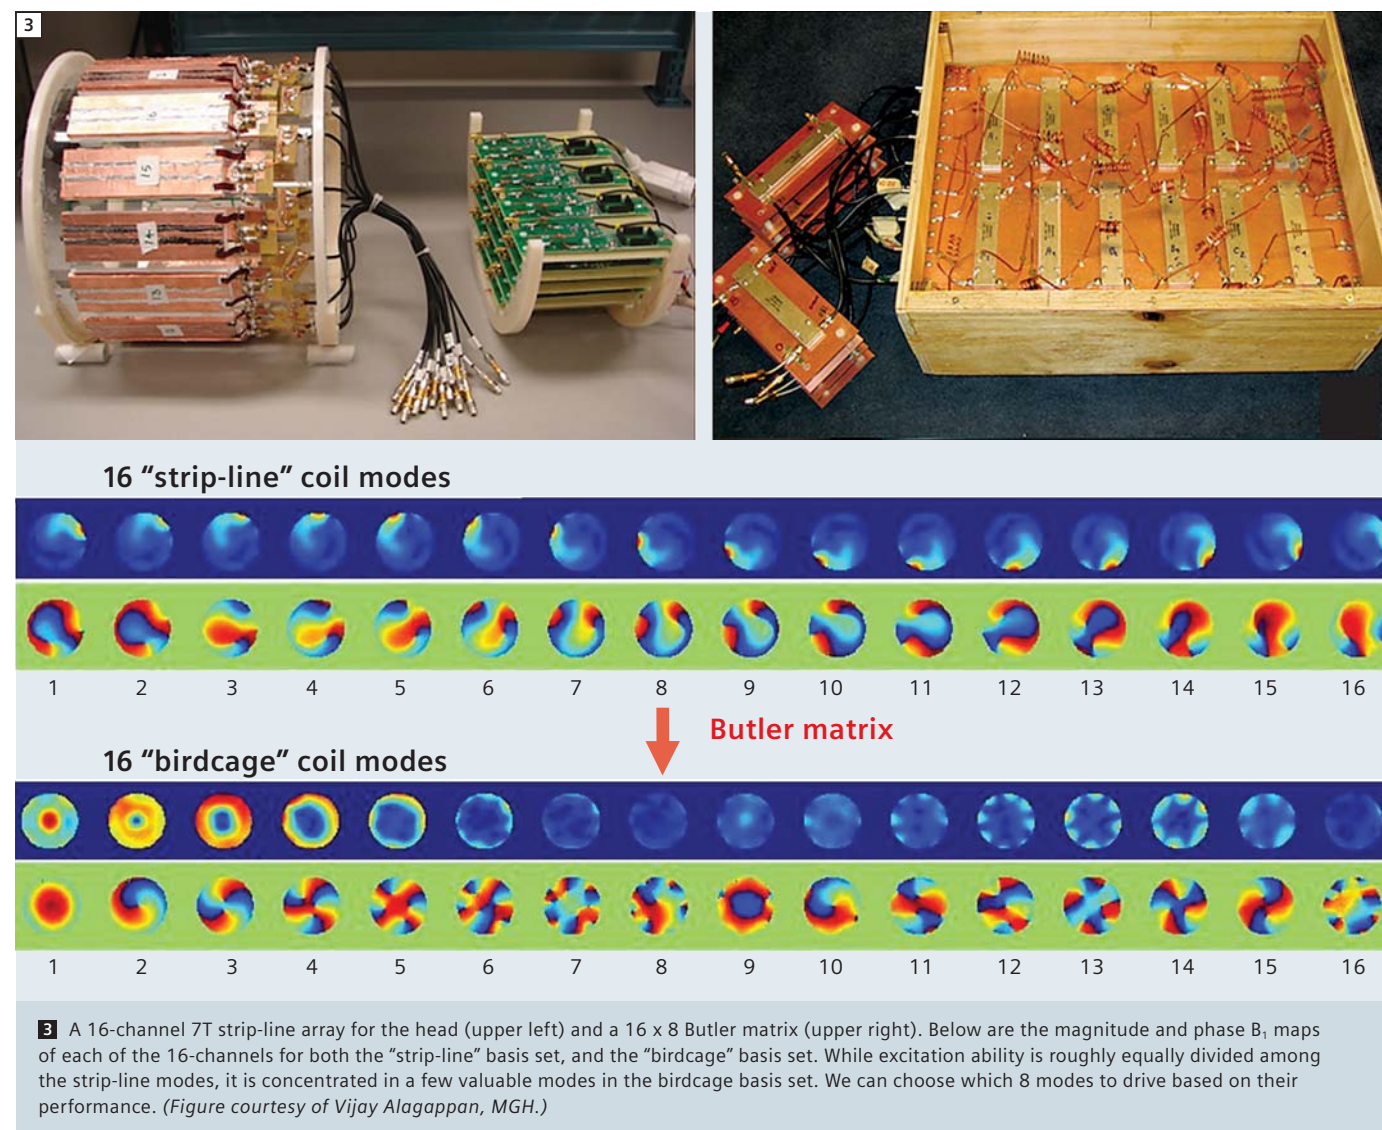 3
15
14
13
16 “strip-line” coil modes
1 2 3 4 5 6 7 8 9 10 11 12 13 14 15 16
Butler matrix
16 “birdcage” coil modes
1 2 3 4 5 6 7 8 9 10 11 12 13 14 15 16
3 A 16-channel 7T strip-line array for the head (upper left) and a 16 x 8 Butler matrix (upper right). Below are the magnitude and phase B₁ maps
of each of the 16-channels for both the “strip-line” basis set, and the “birdcage” basis set. While excitation ability is roughly equally divided among
the strip-line modes, it is concentrated in a few valuable modes in the birdcage basis set. We can choose which 8 modes to drive based on their
performance. (Figure courtesy of Vijay Alagappan, MGH.)